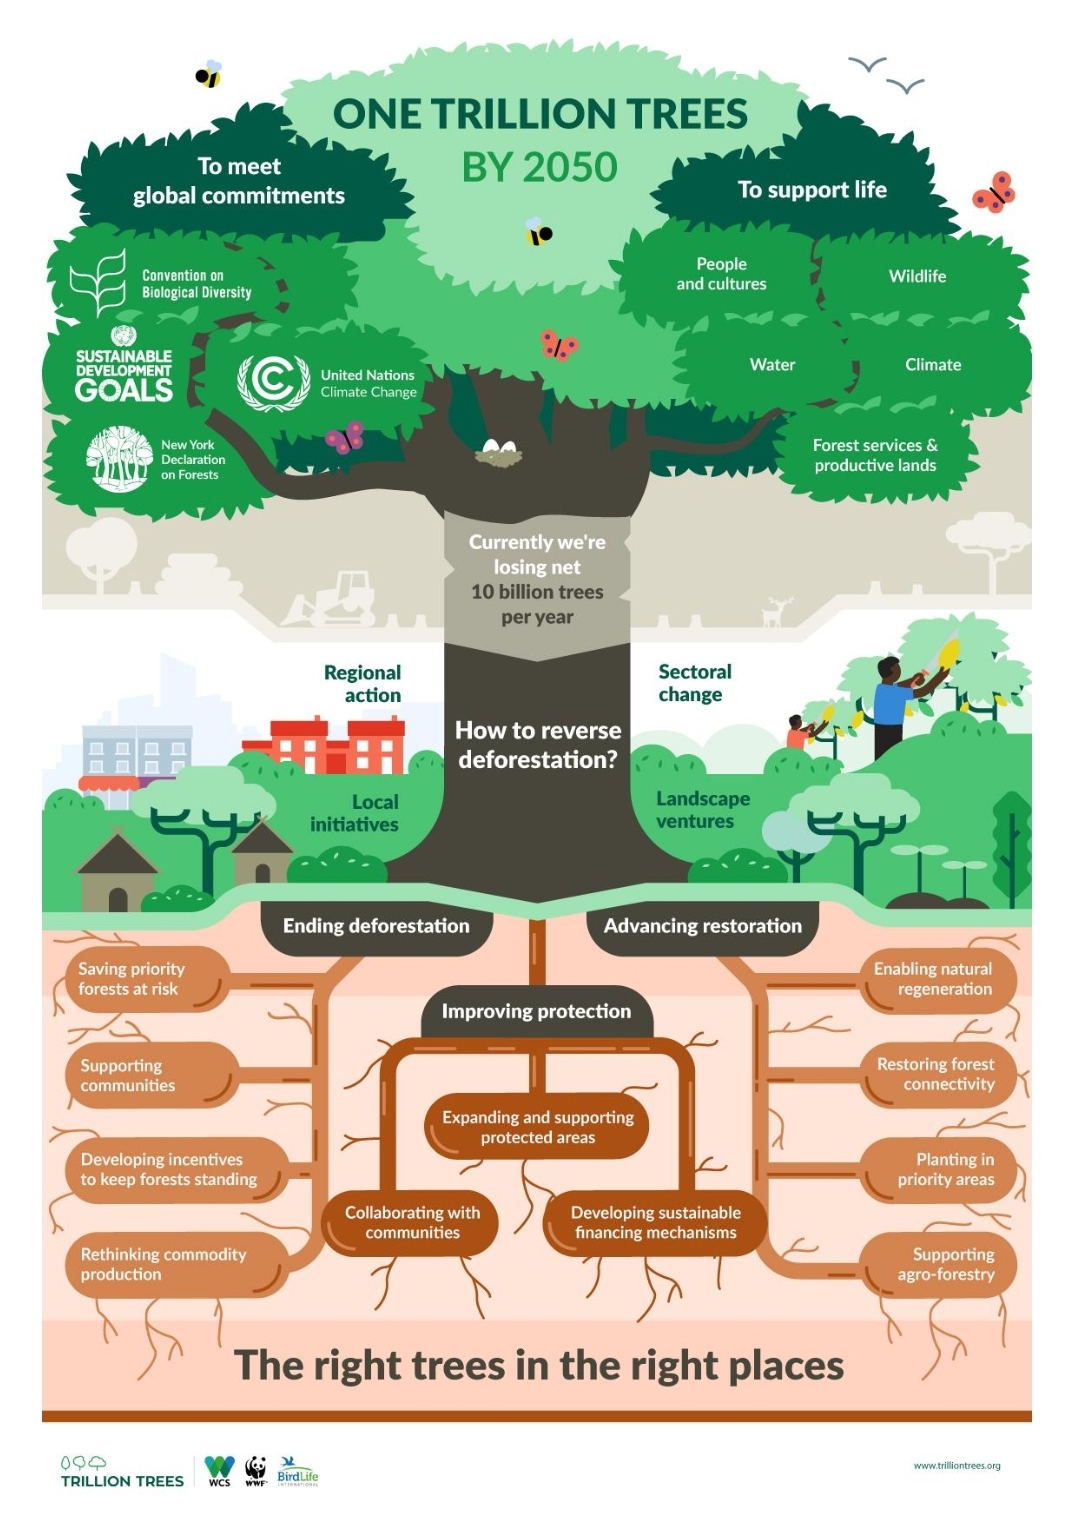 ONE TRILLION TREES
BY 2050
To meet
global commitments
To support life
Convention on
Biological Diversity
SUSTAINABLE
DEVELOPMENT
GOALS
United Nations
Climate Change
New York
Declaration
on Forests
People
and cultures
Wildlife
Water
Climate
Forest services &
productive lands
Currently we're
losing net
10 billion trees
per year
Regional
action
Sectoral
change
How to reverse
deforestation?
Local
initiatives
Landscape
ventures
Ending deforestation
Advancing restoration
Improving protection
Saving priority
forests at risk
Supporting
communities
Developing incentives
to keep forests standing
Rethinking commodity
production
Expanding and supporting
protected areas
Collaborating with
communities
Developing sustainable
financing mechanisms
Enabling natural
regeneration
Restoring forest
connectivity
Planting in
priority areas
Supporting
agro-forestry
The right trees in the right places
TRILLION TREES
WCS
WWF
BirdLife
INTERNATIONAL
www.trilliontrees.org